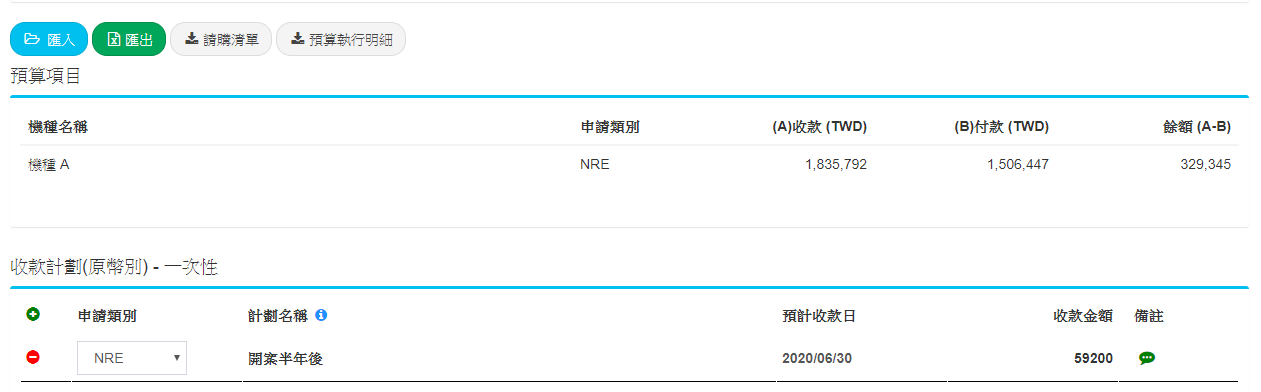 匯入 匯出 請購清單 預算執行明細
預算項目
機種名稱 申請類別 (A)收款 (TWD) (B)付款 (TWD) 餘額 (A-B)
機種 A NRE 1,835,792 1,506,447 329,345
收款計劃(原幣別) - 一次性
申請類別 計劃名稱 預計收款日 收款金額 備註
NRE 開案半年後 2020/06/30 59200